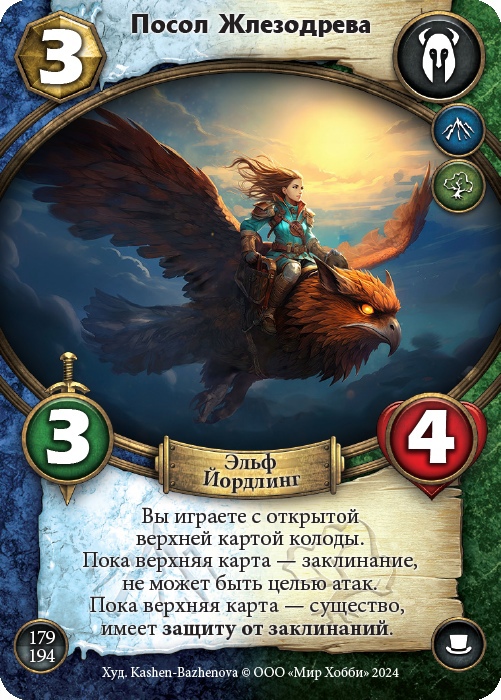 Посол Жлезодрева
3
3
4
Эльф
Йордлинг
Вы играете с открытой
верхней картой колоды.
Пока верхняя карта — заклинание,
не может быть целью атак.
Пока верхняя карта — существо,
имеет защиту от заклинаний.
179
194
Худ. Kashen-Bazhenova © ООО «Мир Хобби» 2024